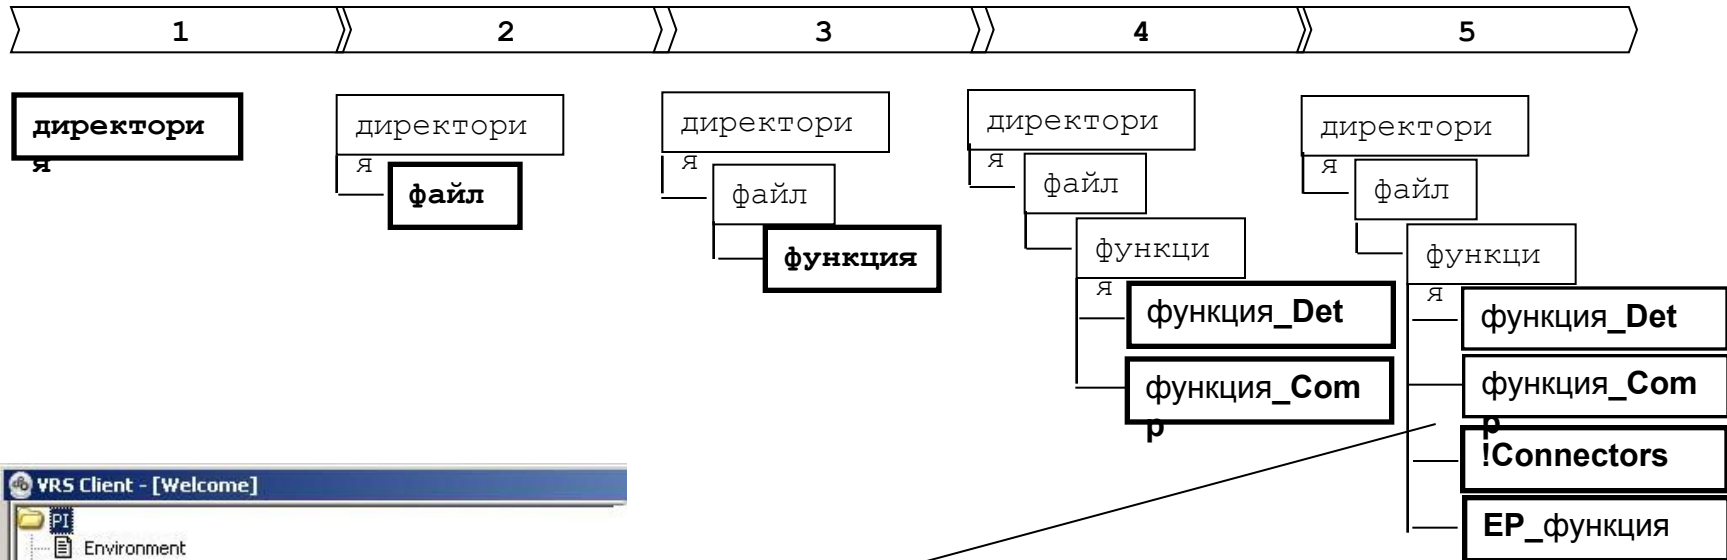 1 2 3 4 5
директори
я
директори
я
файл
директори
я
файл
функция
директори
я
файл
функци
я
функция_Det
функция_Com
p
директори
я
файл
функци
я
функция_Det
функция_Com
p
!Connectors
EP_функция
VRS Client - [Welcome]
PI
Environment